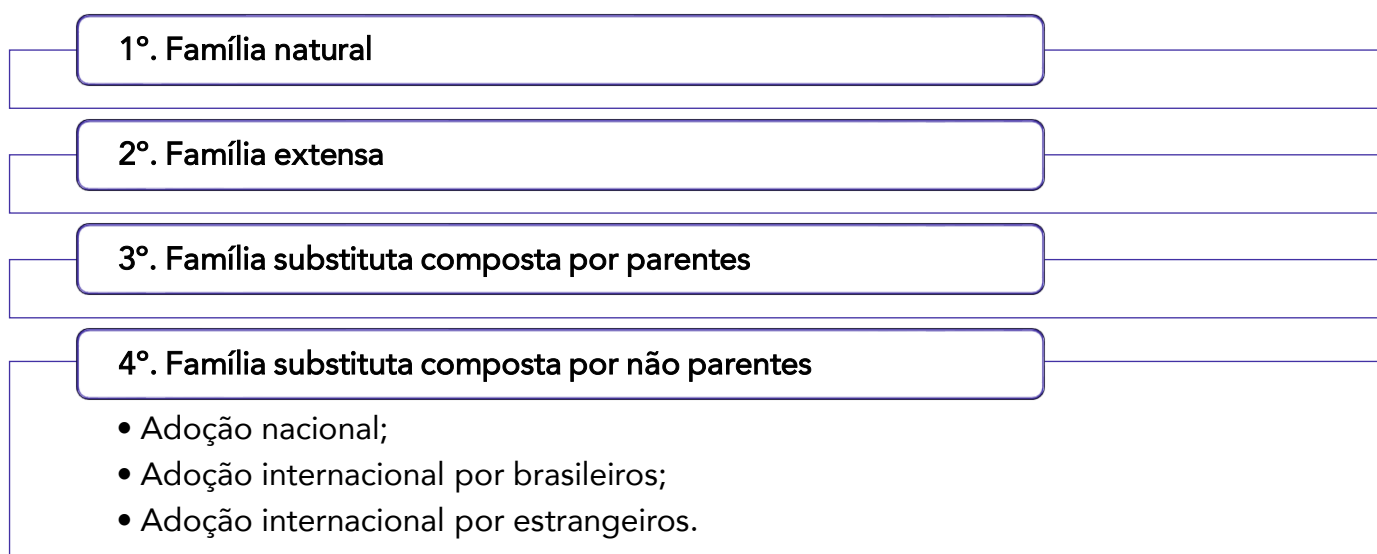 1º. Família natural
2º. Família extensa
3º. Família substituta composta por parentes
4º. Família substituta composta por não parentes
• Adoção nacional;
• Adoção internacional por brasileiros;
• Adoção internacional por estrangeiros.